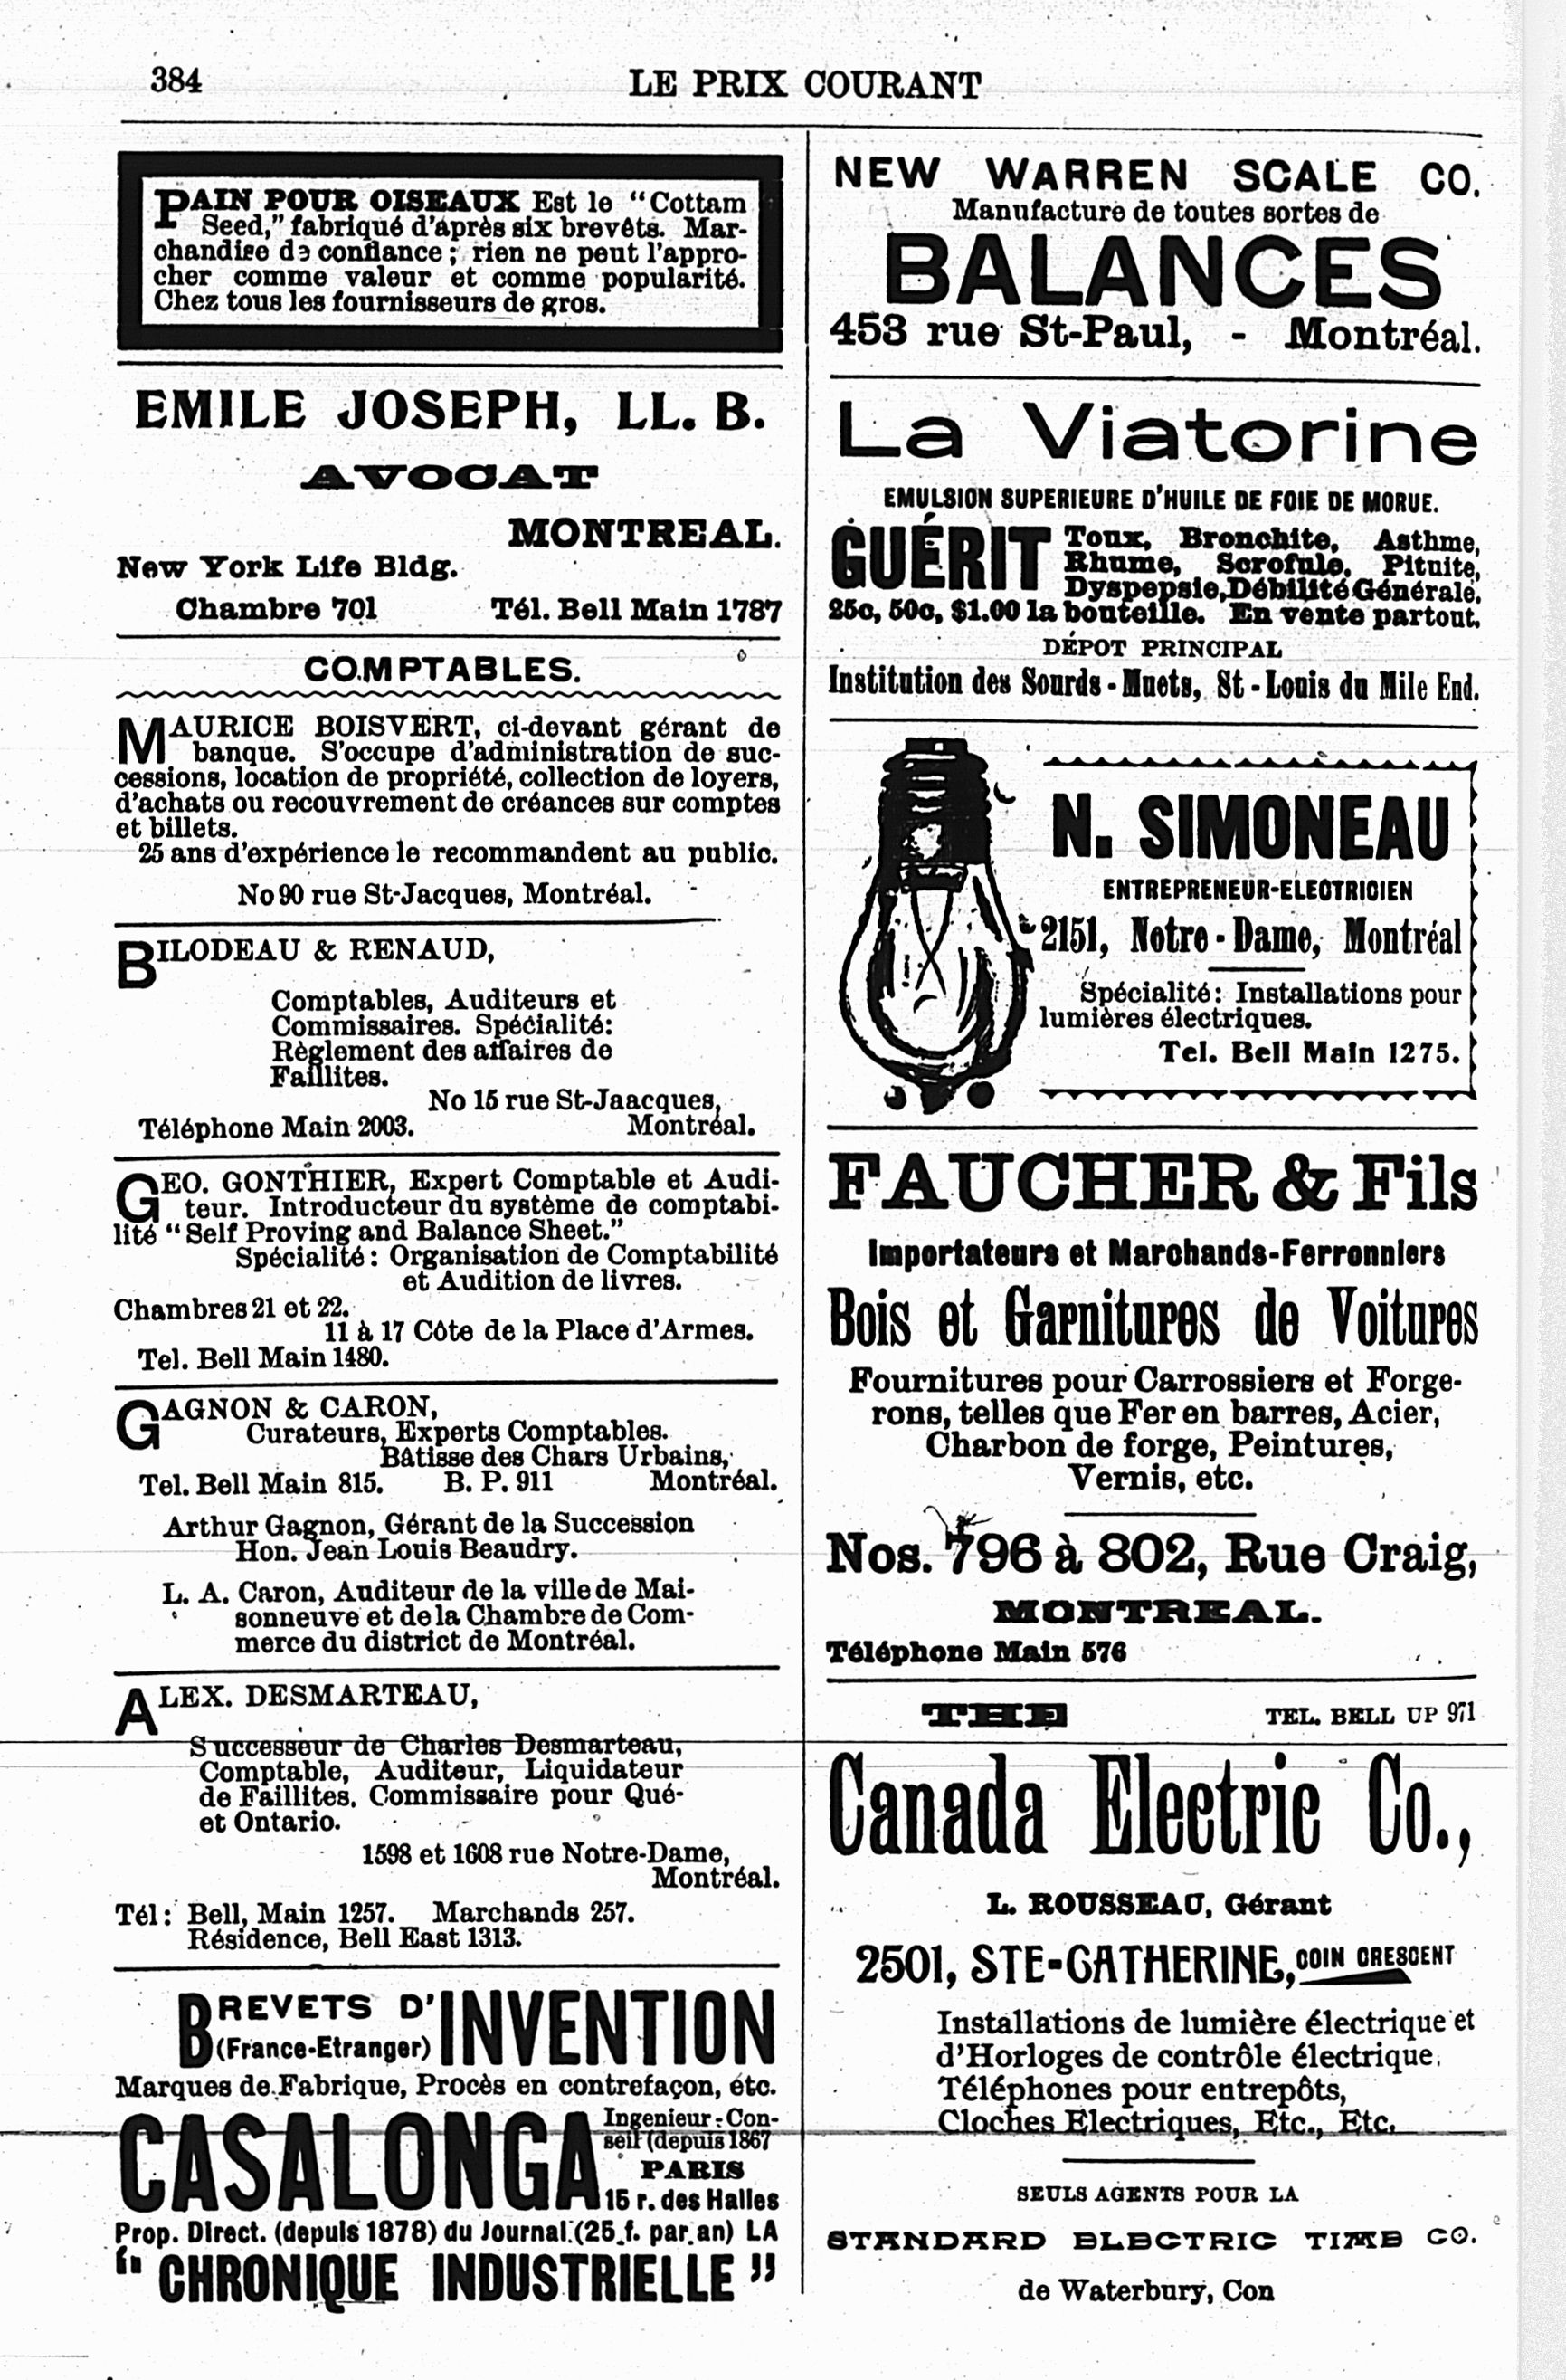 384
LE PRIX COURANT
PAIN POUR OISEAUX Est le "Cottam
Seed," fabriqué d'après six brevêts. Mar-
chandise de confiance; rien ne peut l'appro-
cher comme valeur et comme popularité.
Chez tous les fournisseurs de gros.
EMILE JOSEPH, LL. B.
AVOCAT
MONTREAL.
New York Life Bldg.
Chambre 701 Tél. Bell Main 1787
COMPTABLES.
MAURICE BOISVERT, ci-devant gérant de
banque. S'occupe d'administration de suc-
cessions, location de propriété, collection de loyers,
d'achats ou recouvrement de créances sur comptes
et billets.
25 ans d'expérience le recommandent au public.
No 90 rue St-Jacques, Montréal.
BILODEAU & RENAUD,
Comptables, Auditeurs et
Commissaires. Spécialité:
Règlement des affaires de
Faillites.
No 15 rue St-Jaacques,
Téléphone Main 2003. Montréal.
GEO. GONTHIER, Expert Comptable et Audi-
teur. Introducteur du système de comptabi-
lité "Self Proving and Balance Sheet."
Spécialité: Organisation de Comptabilité
et Audition de livres.
Chambres 21 et 22.
11 à 17 Côte de la Place d'Armes.
Tel. Bell Main 1480.
GAGNON & CARON,
Curateurs, Experts Comptables.
Bâtisse des Chars Urbains,
Tel. Bell Main 815. B. P. 911 Montréal.
Arthur Gagnon, Gérant de la Succession
Hon. Jean Louis Beaudry.
L. A. Caron, Auditeur de la ville de Mai-
sonneuve et de la Chambre de Com-
merce du district de Montréal.
ALEX. DESMARTEAU,
Successeur de Charles Desmarteau,
Comptable, Auditeur, Liquidateur
de Faillites. Commissaire pour Qué-
et Ontario.
1598 et 1608 rue Notre-Dame,
Montréal.
Tél: Bell, Main 1257. Marchands 257.
Résidence, Bell East 1313.
BREVETS D'INVENTION
(France-Etranger)
Marques de Fabrique, Procès en contrefaçon, etc.
CASALONGA
Ingenieur-Con-
seil (depuis 1867
PARIS
15 r. des Halles
Prop. Direct. (depuis 1878) du Journal (25 f. par an) LA
"CHRONIQUE INDUSTRIELLE"
NEW WARREN SCALE CO.
Manufacture de toutes sortes de
BALANCES
453 rue St-Paul, - Montréal.
La Viatorine
EMULSION SUPERIEURE D'HUILE DE FOIE DE MORUE.
GUÉRIT Toux, Bronchite, Asthme,
Rhume, Scrofule, Pituite,
Dyspepsie, Débilité Générale.
25c, 50c, $1.00 la bouteille. En vente partout.
DÉPOT PRINCIPAL
Institution des Sourds-Muets, St-Louis du Mile End.
N. SIMONEAU
ENTREPRENEUR-ELECTRICIEN
2151, Notre-Dame, Montréal
Spécialité: Installations pour
lumières électriques.
Tel. Bell Main 1275.
FAUCHER & Fils
Importateurs et Marchands-Ferronniers
Bois et Garnitures de Voitures
Fournitures pour Carrossiers et Forge-
rons, telles que Fer en barres, Acier,
Charbon de forge, Peintures,
Vernis, etc.
Nos. 796 à 802, Rue Craig,
MONTREAL.
Téléphone Main 576
THE TEL. BELL UP 971
Canada Electric Co.,
L. ROUSSEAU, Gérant
2501, STE-CATHERINE, COIN CRESCENT
Installations de lumière électrique et
d'Horloges de contrôle électrique.
Téléphones pour entrepôts,
Cloches Electriques, Etc., Etc.
SEULS AGENTS POUR LA
STANDARD ELECTRIC TIME CO.
de Waterbury, Con